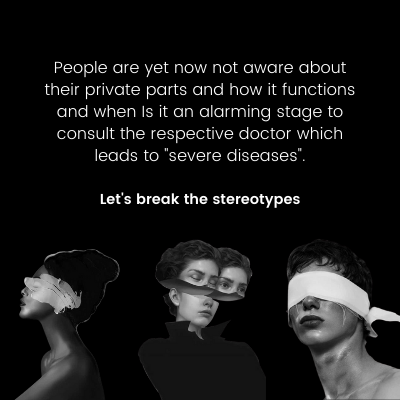 People are yet now not aware about
their private parts and how it functions
and when Is it an alarming stage to
consult the respective doctor which
leads to "severe diseases".
Let's break the stereotypes